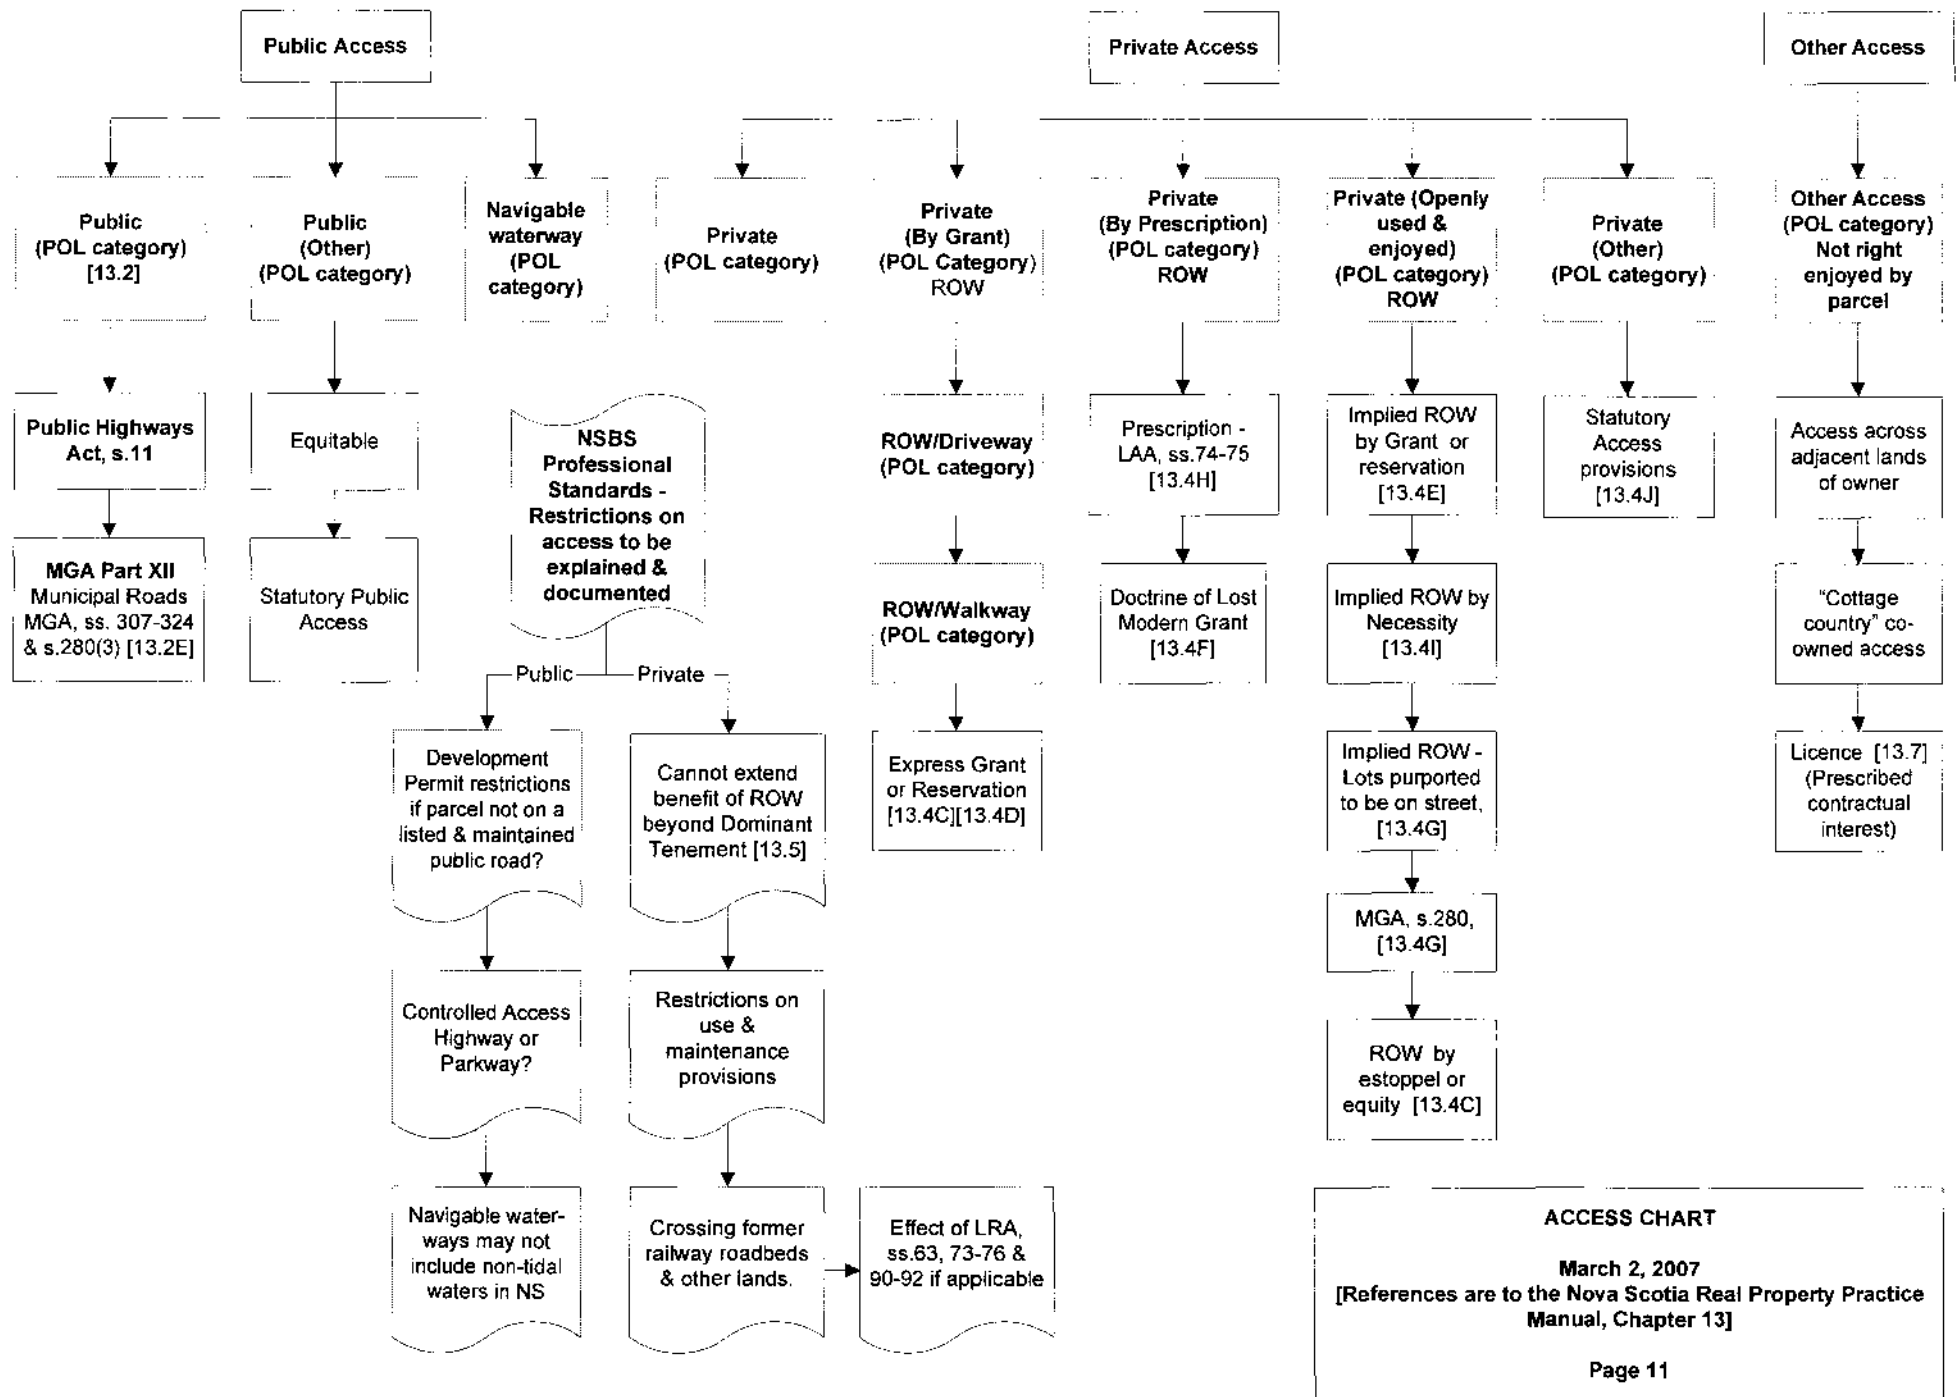 Public Access
Private Access
Other Access
Public
(POL category)
[13.2]
Public
(Other)
(POL category)
Navigable
waterway
(POL
category)
Private
(POL category)
Private
(By Grant)
(POL Category)
ROW
Private
(By Prescription)
(POL category)
ROW
Private (Openly
used &
enjoyed)
(POL category)
ROW
Private
(Other)
(POL category)
Other Access
(POL category)
Not right
enjoyed by
parcel
Public Highways
Act, s.11
Equitable
NSBS
Professional
Standards -
Restrictions on
access to be
explained &
documented
ROW/Driveway
(POL category)
Prescription -
LAA, ss.74-75
[13.4H]
Implied ROW
by Grant or
reservation
[13.4E]
Statutory
Access
provisions
[13.4J]
Access across
adjacent lands
of owner
MGA Part XII
Municipal Roads
MGA, ss. 307-324
& s.280(3) [13.2E]
Statutory Public
Access
ROW/Walkway
(POL category)
Doctrine of Lost
Modern Grant
[13.4F]
Implied ROW by
Necessity
[13.4I]
“Cottage
country” co-
owned access
Public
Private
Development
Permit restrictions
if parcel not on a
listed & maintained
public road?
Cannot extend
benefit of ROW
beyond Dominant
Tenement [13.5]
Express Grant
or Reservation
[13.4C][13.4D]
Implied ROW -
Lots purported
to be on street,
[13.4G]
Licence [13.7]
(Prescribed
contractual
interest)
MGA, s.280,
[13.4G]
Controlled Access
Highway or
Parkway?
Restrictions on
use &
maintenance
provisions
ROW by
estoppel or
equity [13.4C]
Navigable water-
ways may not
include non-tidal
waters in NS
Crossing former
railway roadbeds
& other lands.
Effect of LRA,
ss.63, 73-76 &
90-92 if applicable
ACCESS CHART
March 2, 2007
[References are to the Nova Scotia Real Property Practice
Manual, Chapter 13]
Page 11